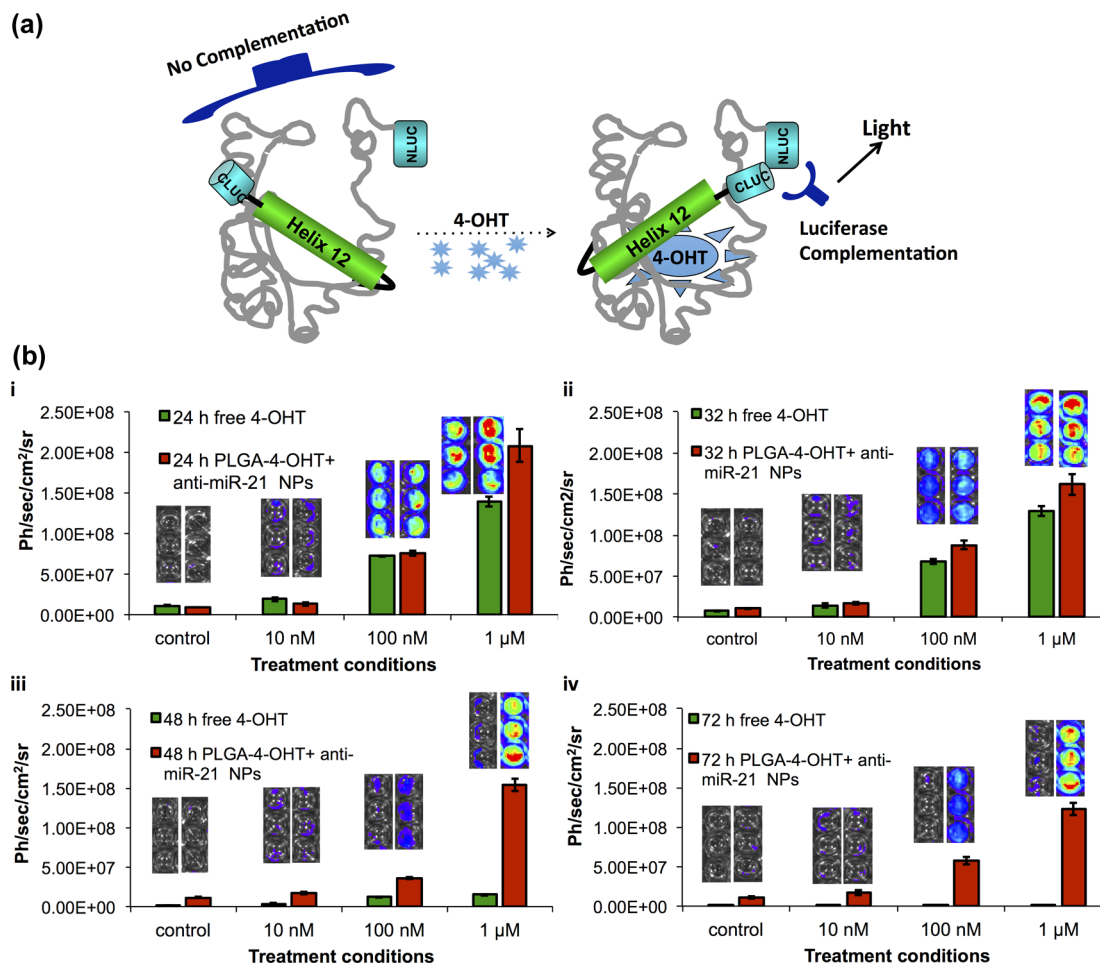 (a)
No Complementation
NLUC
CLUC
Helix 12
4-OHT
NLUC
CLUC
Helix 12
4-OHT
Light
Luciferase
Complementation
(b)
i
Ph/sec/cm²/sr
2.50E+08
2.00E+08
1.50E+08
1.00E+08
5.00E+07
0.00E+00
24 h free 4-OHT
24 h PLGA-4-OHT+
anti-miR-21 NPs
control
10 nM
100 nM
1 µM
Treatment conditions
ii
Ph/sec/cm2/sr
2.50E+08
2.00E+08
1.50E+08
1.00E+08
5.00E+07
0.00E+00
32 h free 4-OHT
32 h PLGA-4-OHT+ anti-
miR-21 NPs
control
10 nM
100 nM
1 µM
Treatment conditions
iii
Ph/sec/cm²/sr
2.50E+08
2.00E+08
1.50E+08
1.00E+08
5.00E+07
0.00E+00
48 h free 4-OHT
48 h PLGA-4-OHT+ anti-
miR-21 NPs
control
10 nM
100 nM
1 µM
Treatment conditions
iv
Ph/sec/cm²/sr
2.50E+08
2.00E+08
1.50E+08
1.00E+08
5.00E+07
0.00E+00
72 h free 4-OHT
72 h PLGA-4-OHT+ anti-
miR-21 NPs
control
10 nM
100 nM
1 µM
Treatment conditions